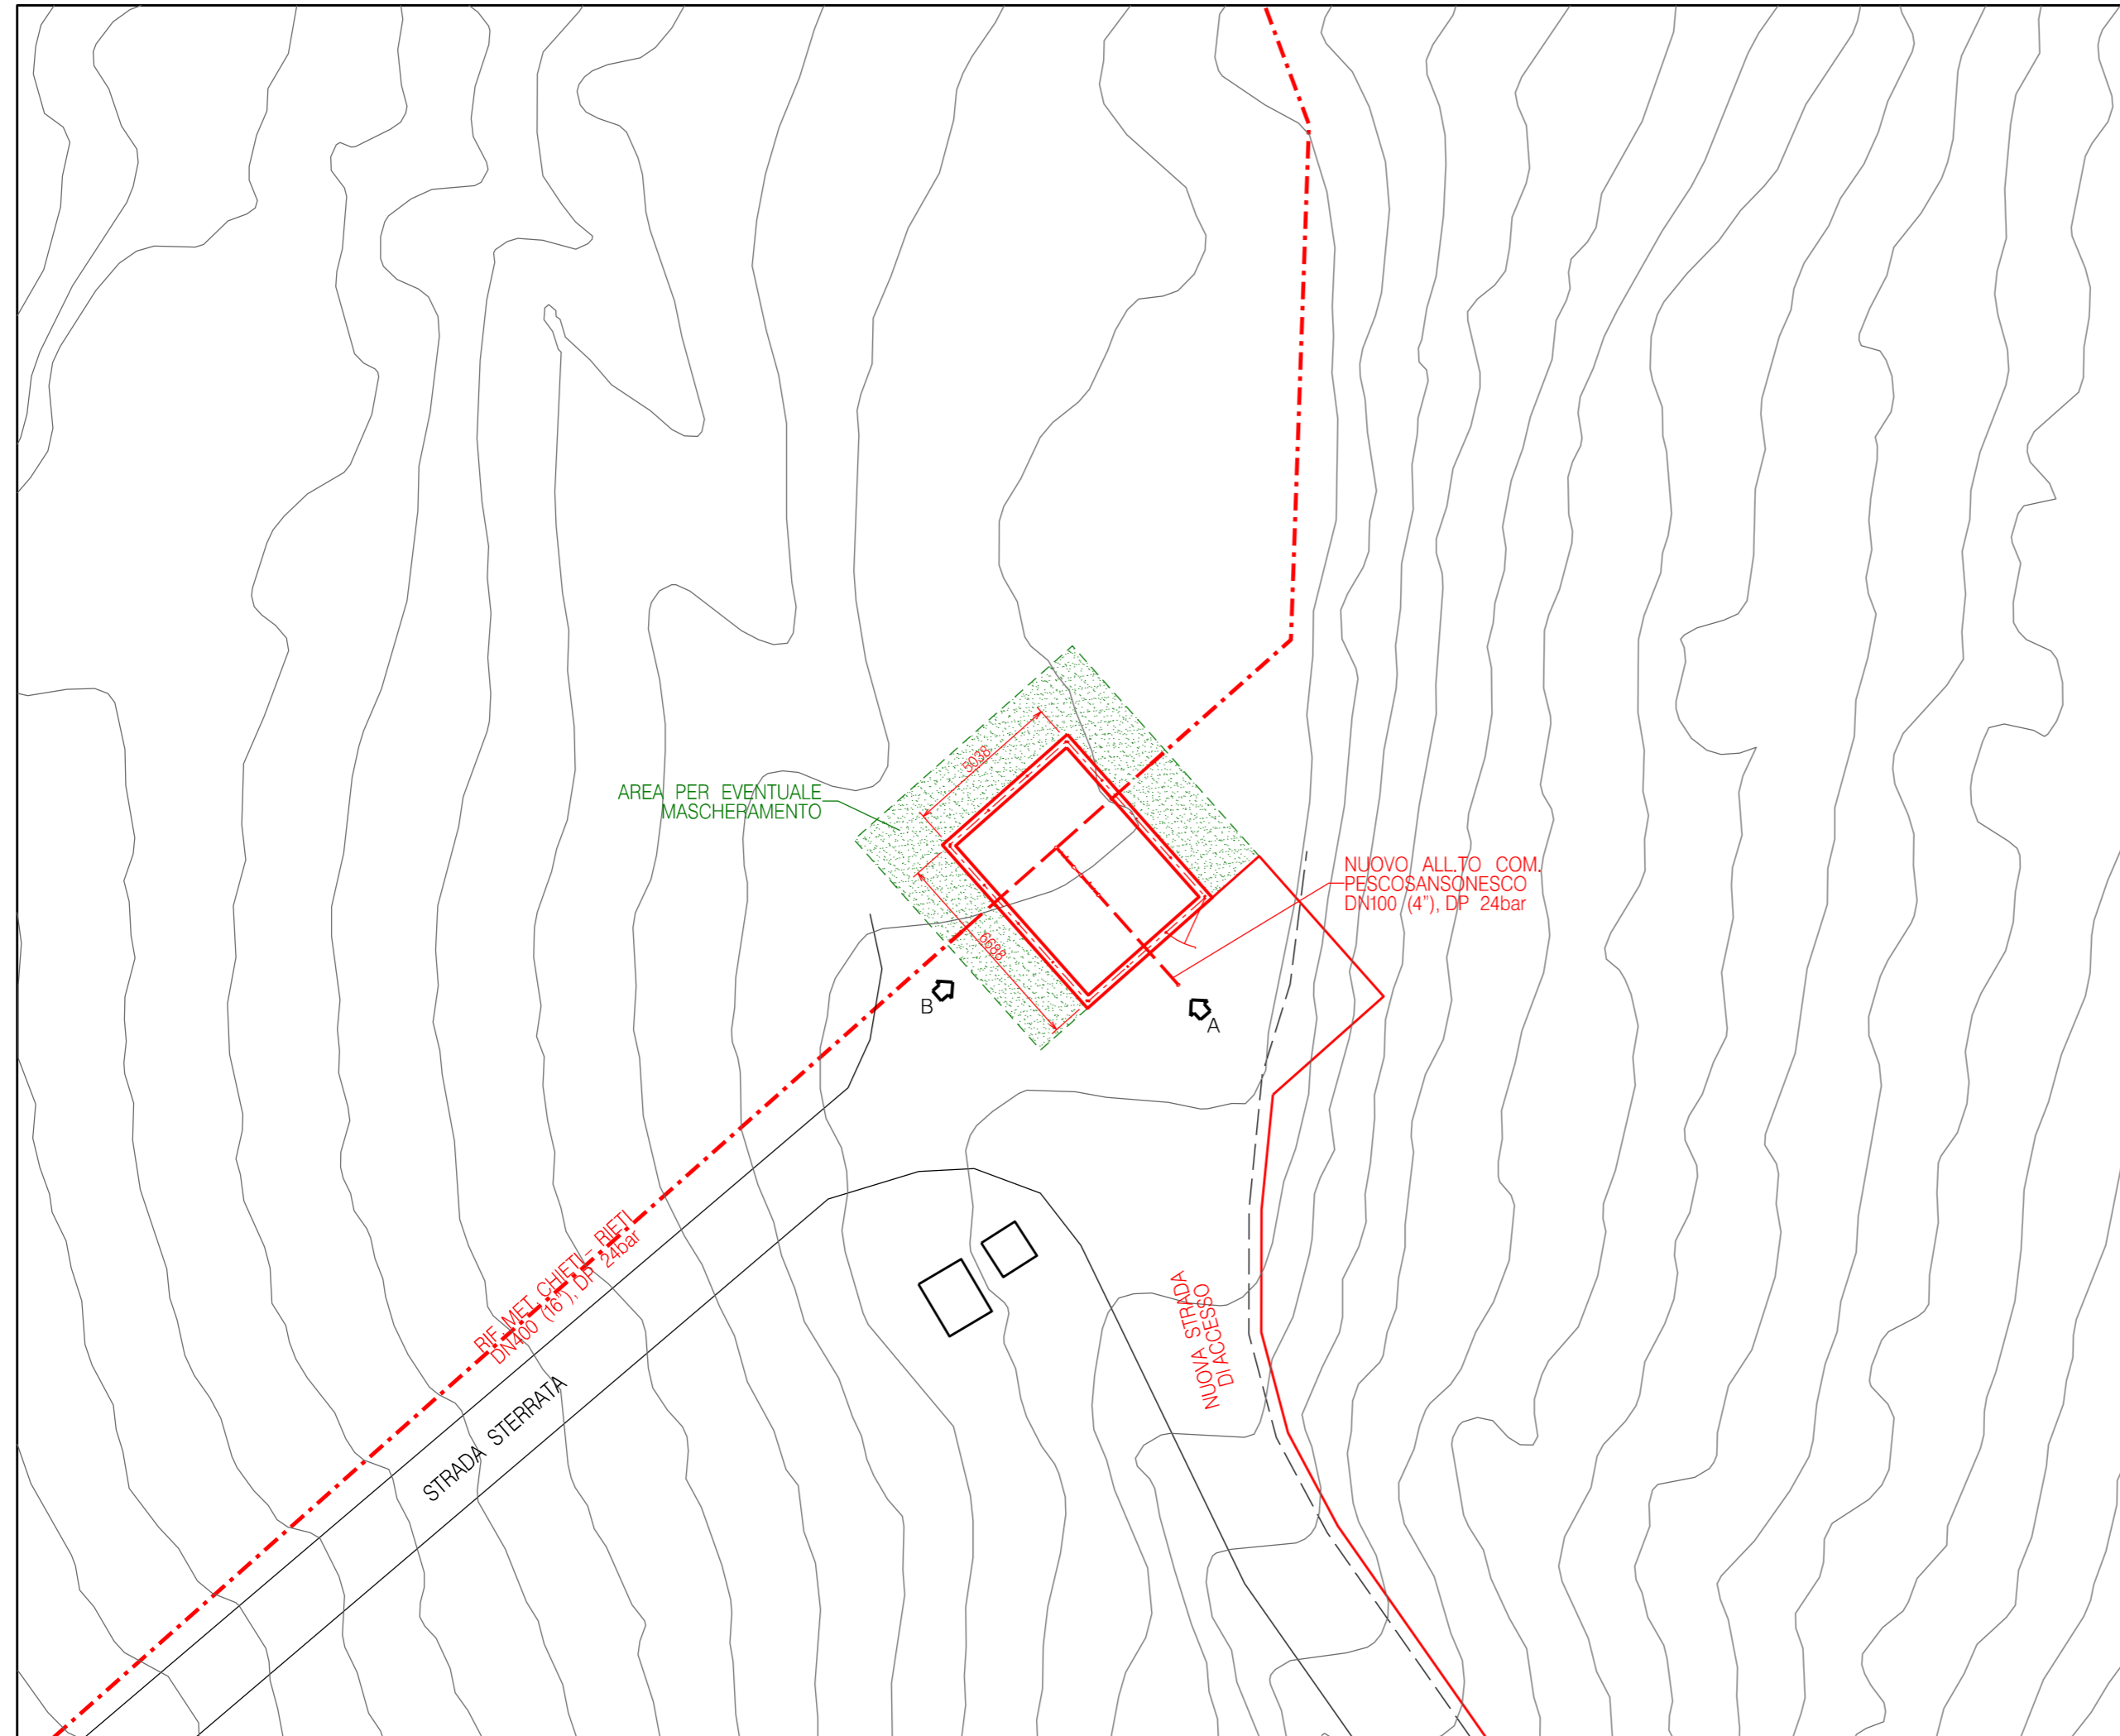 5038
AREA PER EVENTUALE
MASCHERAMENTO
NUOVO ALL.TO COM.
PESCOSANSONESCO
DN100 (4"), DP 24bar
6688
B
A
RIF. MET. CHIETI - RIETI
DN400 (16"), DP 24bar
NUOVA STRADA
DI ACCESSO
STRADA STERRATA